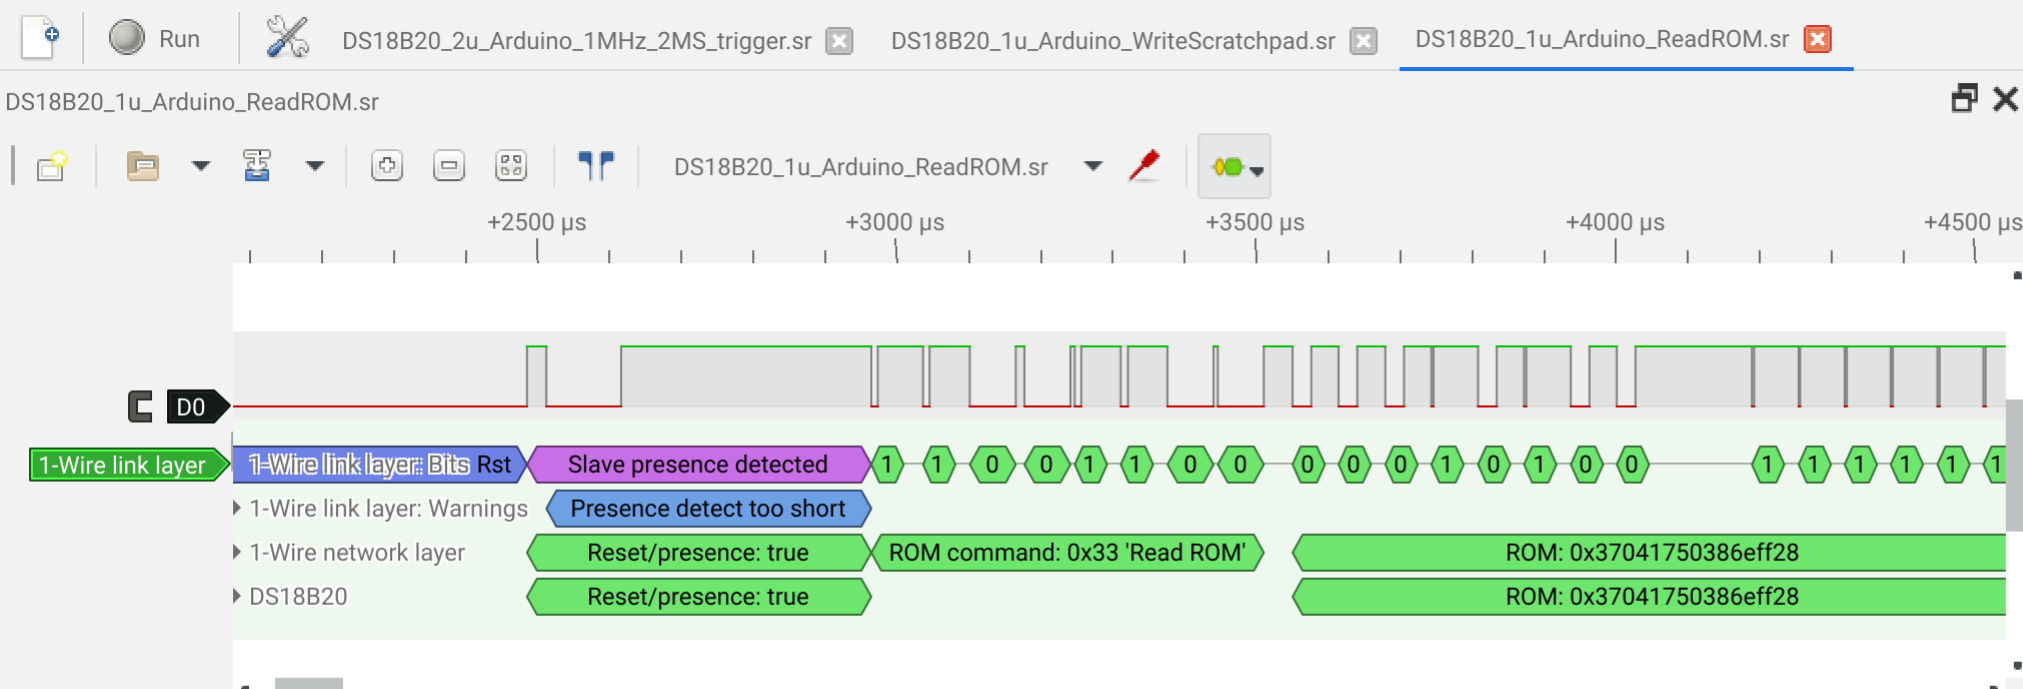 Run DS18B20_2u_Arduino_1MHz_2MS_trigger.sr DS18B20_1u_Arduino_WriteScratchpad.sr DS18B20_1u_Arduino_ReadROM.sr
DS18B20_1u_Arduino_ReadROM.sr
DS18B20_1u_Arduino_ReadROM.sr
+2500 µs +3000 µs +3500 µs +4000 µs +4500 µs
D0
1-Wire link layer 1-Wire link layer: Bits Rst Slave presence detected 1 1 0 0 1 1 0 0 0 0 0 1 0 1 0 0 1 1 1 1 1 1
1-Wire link layer: Warnings Presence detect too short
1-Wire network layer Reset/presence: true ROM command: 0x33 'Read ROM' ROM: 0x37041750386eff28
DS18B20 Reset/presence: true ROM: 0x37041750386eff28